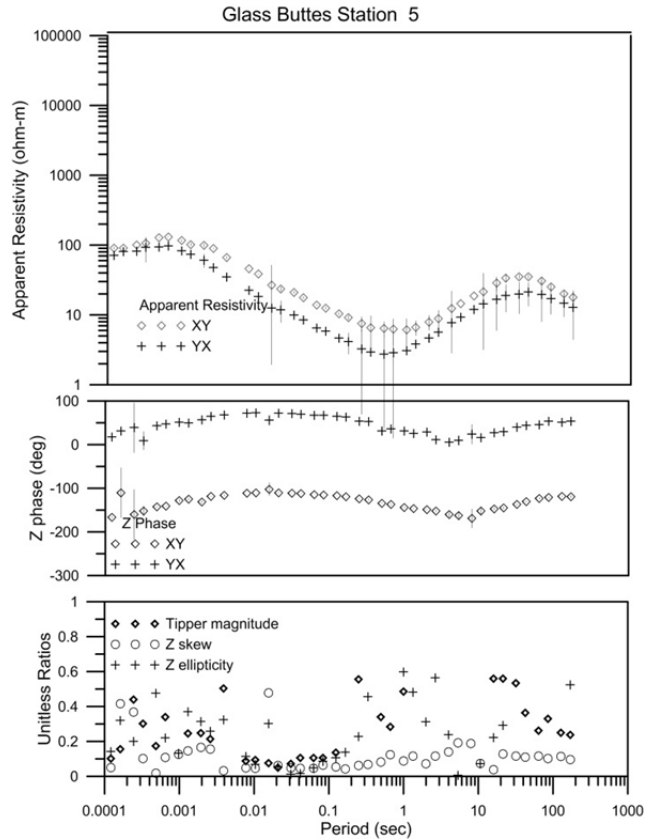 Glass Buttes Station 5
Apparent Resistivity (ohm-m)
100000
10000
1000
100
10
1
Apparent Resistivity
XY
YX
Z phase (deg)
100
0
-100
-200
-300
Z Phase
XY
YX
Unitless Ratios
1
0.8
0.6
0.4
0.2
0
Tipper magnitude
Z skew
Z ellipticity
0.0001 0.001 0.01 0.1 1 10 100 1000
Period (sec)